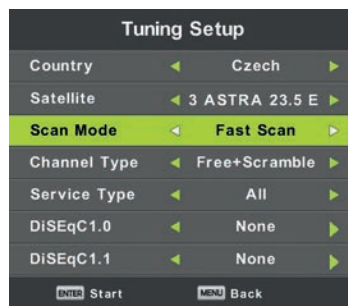 Tuning Setup
Country Czech
Satellite 3 ASTRA 23.5 E
Scan Mode Fast Scan
Channel Type Free+Scramble
Service Type All
DiSEqC1.0 None
DiSEqC1.1 None
ENTER Start MENU Back